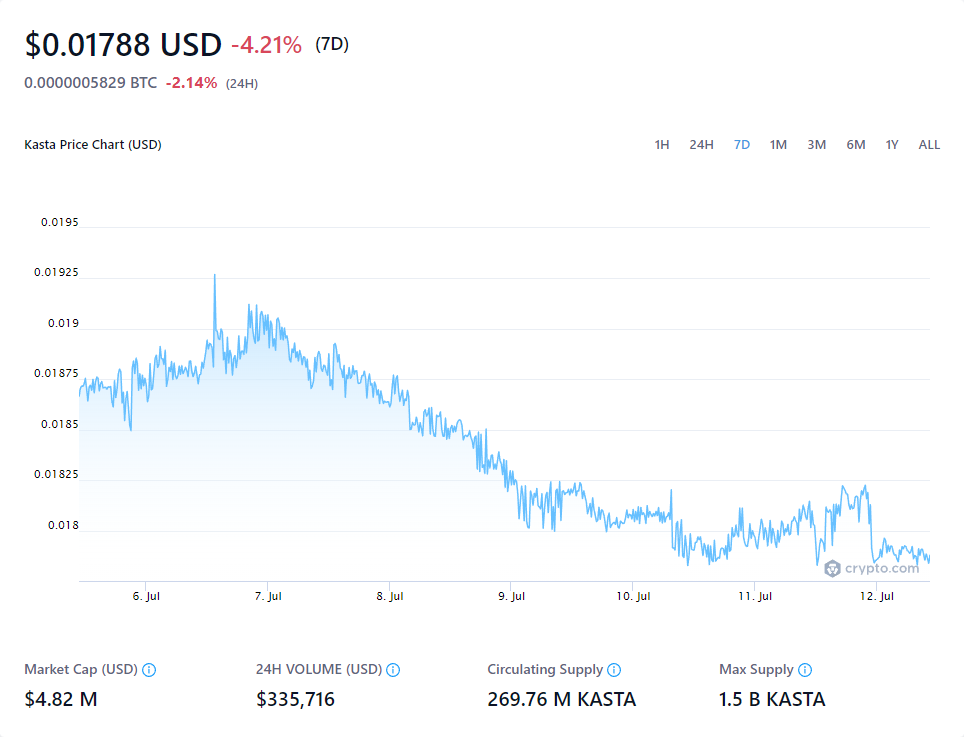 $0.01788 USD -4.21% (7D)
0.0000005829 BTC -2.14% (24H)
Kasta Price Chart (USD) 1H 24H 7D 1M 3M 6M 1Y ALL
0.0195
0.01925
0.019
0.01875
0.0185
0.01825
0.018
crypto.com
6. Jul 7. Jul 8. Jul 9. Jul 10. Jul 11. Jul 12. Jul
Market Cap (USD) 24H VOLUME (USD) Circulating Supply Max Supply
$4.82 M $335,716 269.76 M KASTA 1.5 B KASTA